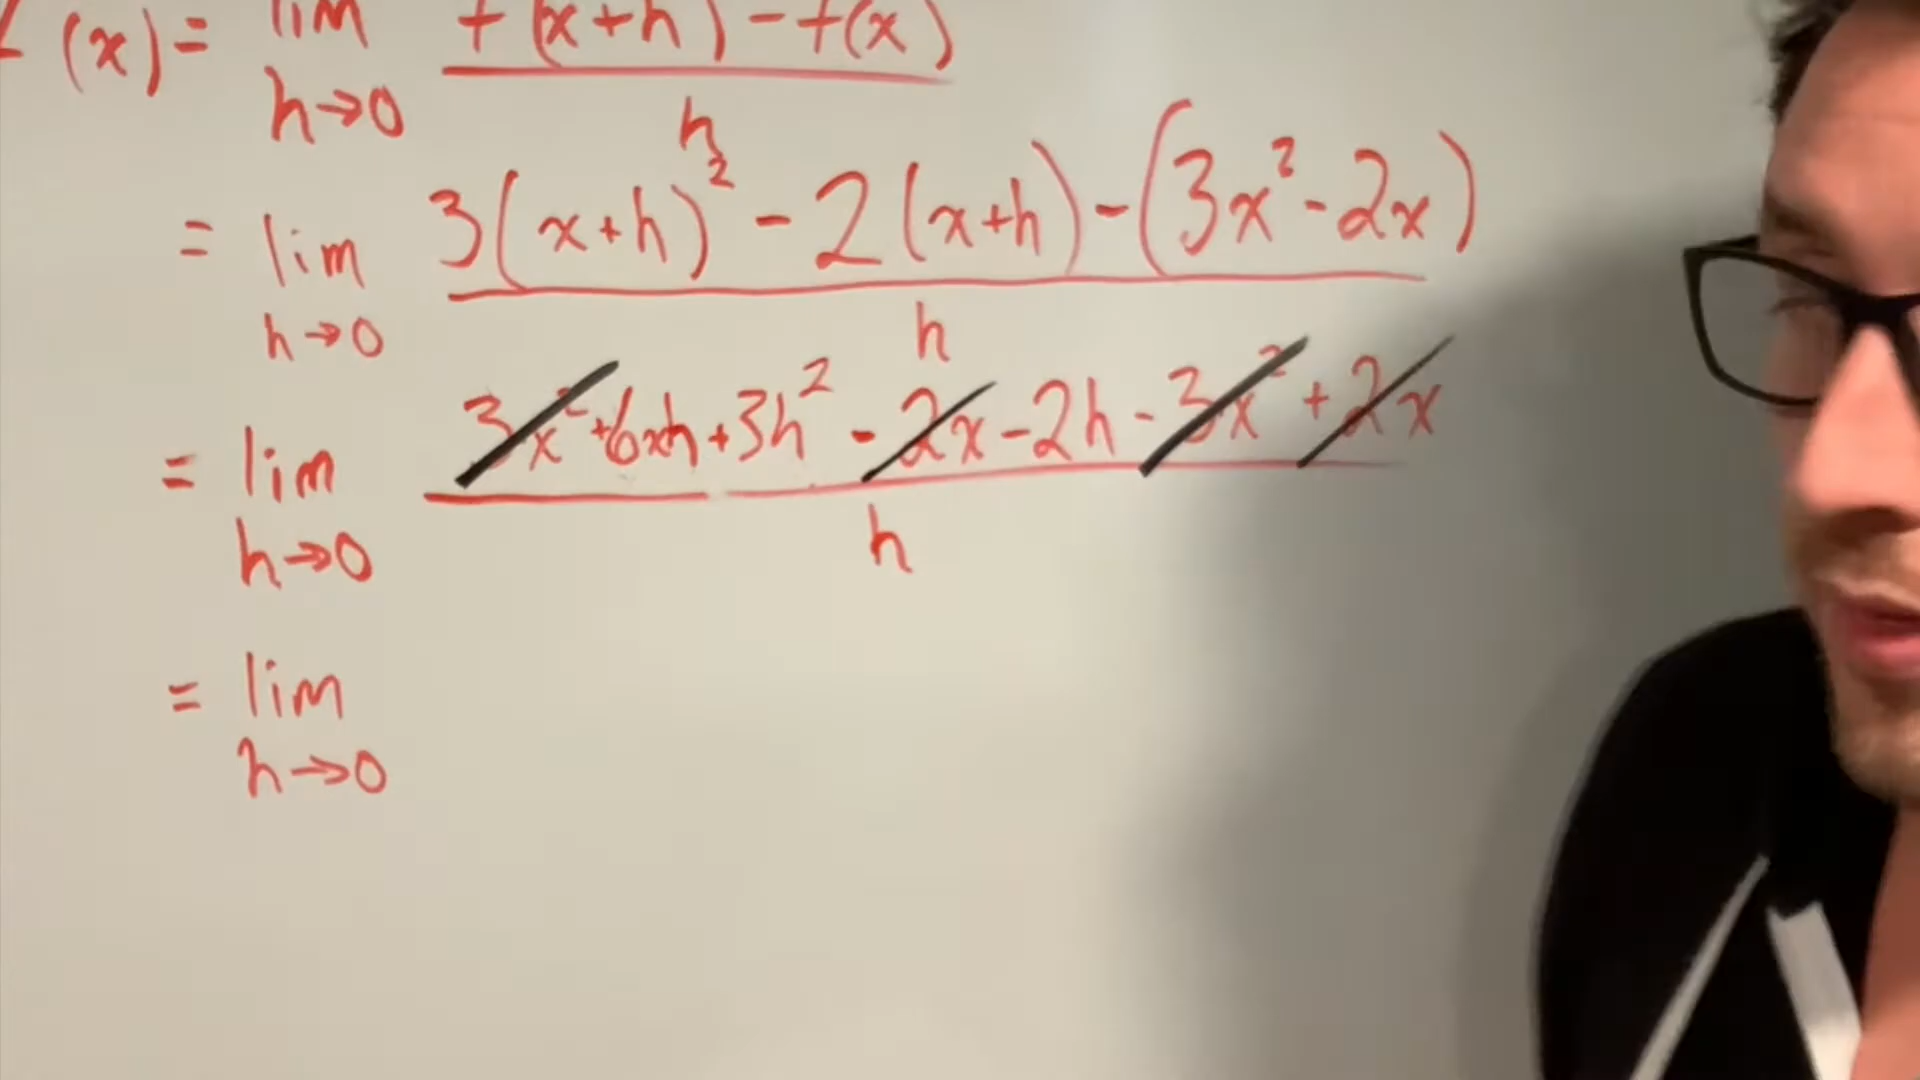 (x) = lim f(x+h) - f(x)
h→0 h
= lim 3(x+h)² - 2(x+h) - (3x² - 2x)
h→0 h
= lim 3x² + 6xh + 3h² - 2x - 2h - 3x² + 2x
h→0 h
= lim
h→0